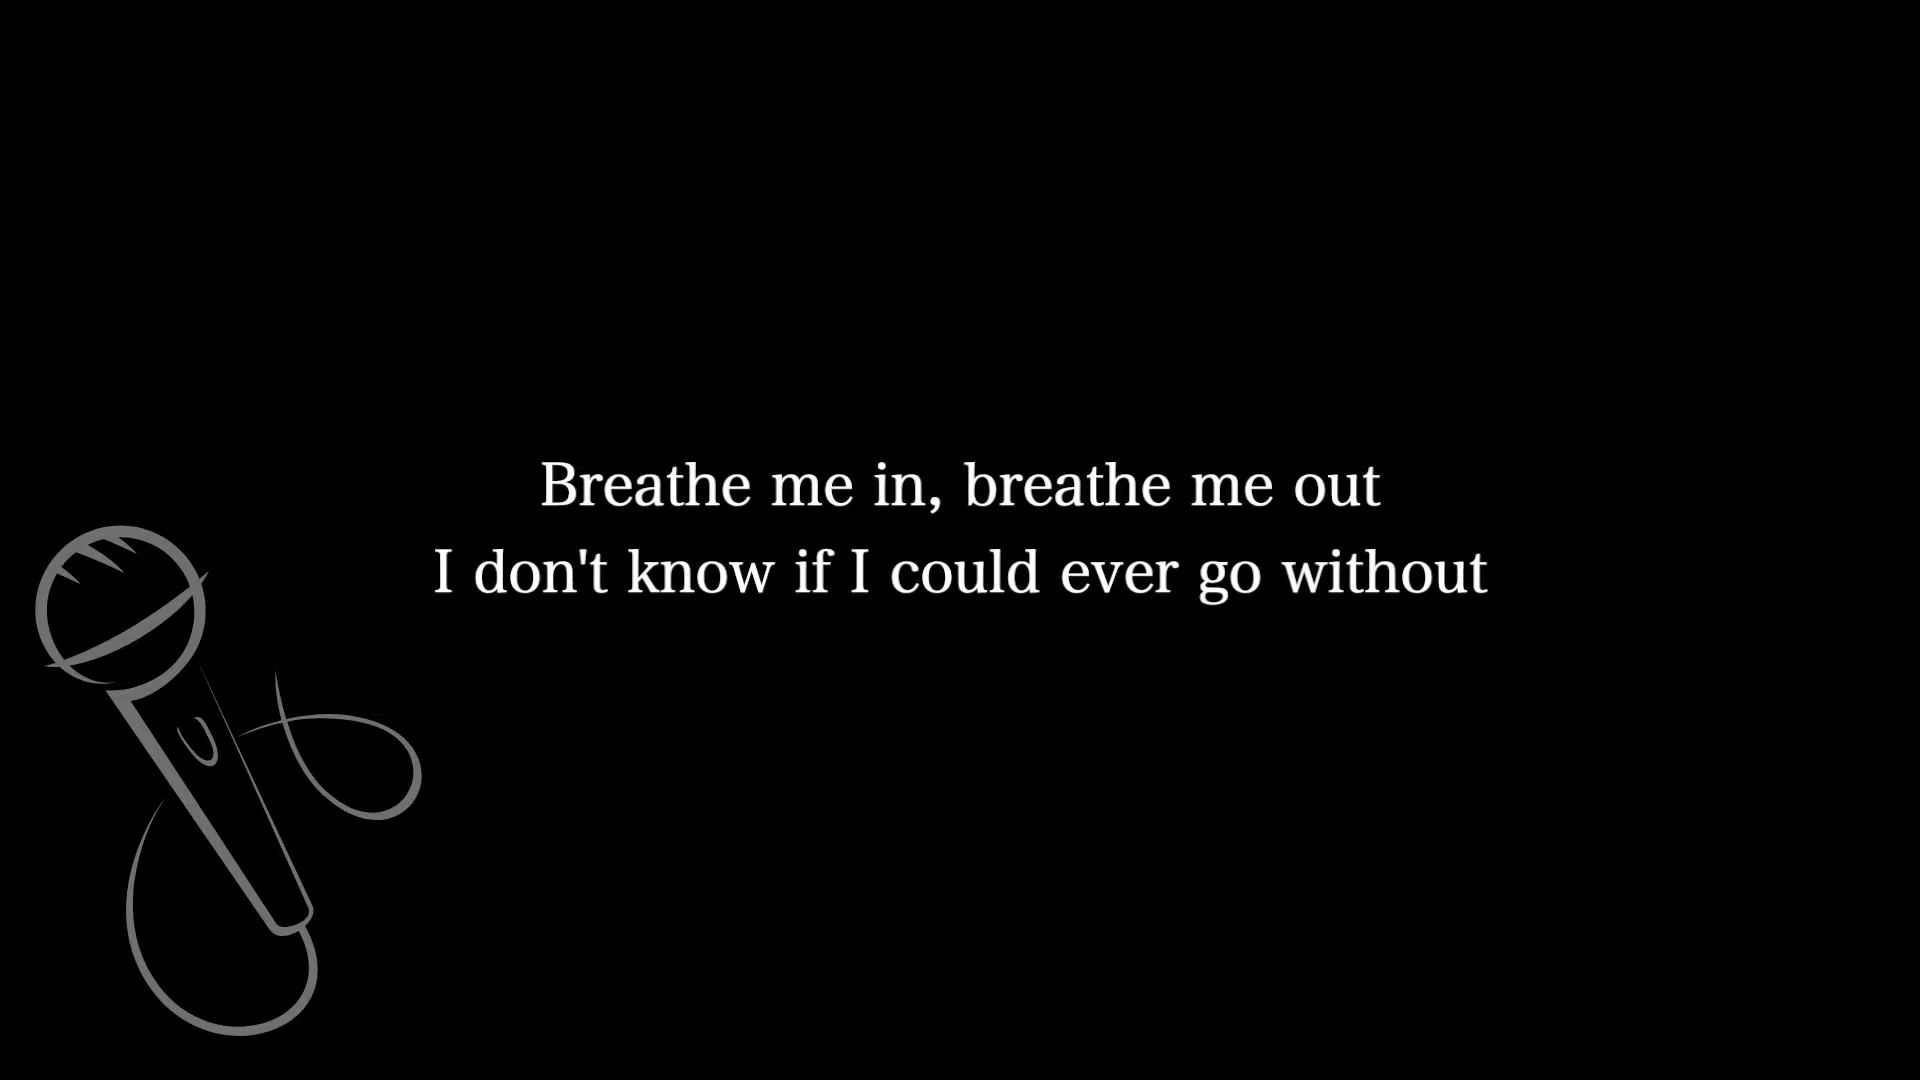 Breathe me in, breathe me out
I don't know if I could ever go without